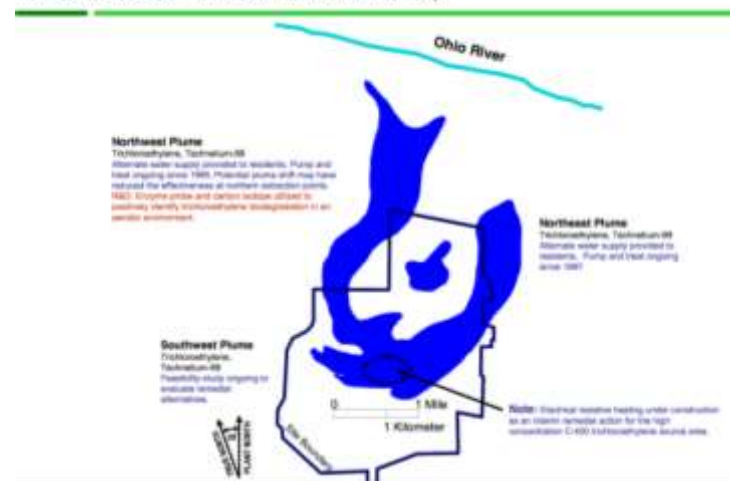 Ohio River
Northwest Plume
Trichloroethylene, Technetium-99
Alternate water supply provided to residents. Pump and
treat ongoing since 1995. Potential plume shift may have
reduced the effectiveness at northern extraction points.
R&D: Enzyme probe and carbon isotope utilized to
positively identify trichloroethylene biodegradation in an
aerobic environment.
Northeast Plume
Trichloroethylene, Technetium-99
Alternate water supply provided to
residents. Pump and treat ongoing
since 1997
Southwest Plume
Trichloroethylene,
Technetium-99
Feasibility study ongoing to
evaluate remedial
alternatives.
0 1 Mile
1 Kilometer
Note: Electrical resistive heating under construction
as an interim remedial action for the high
concentration C-400 trichloroethylene source area.
Site Boundary
PLANT NORTH